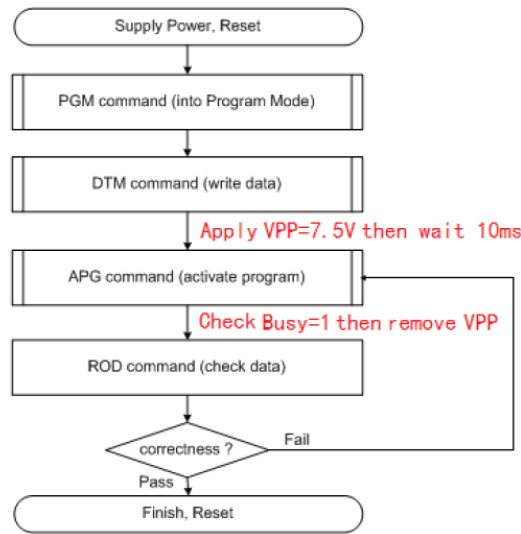 Supply Power, Reset
PGM command (into Program Mode)
DTM command (write data)
Apply VPP=7.5V then wait 10ms
APG command (activate program)
Check Busy=1 then remove VPP
ROD command (check data)
correctness ?
Fail
Pass
Finish, Reset